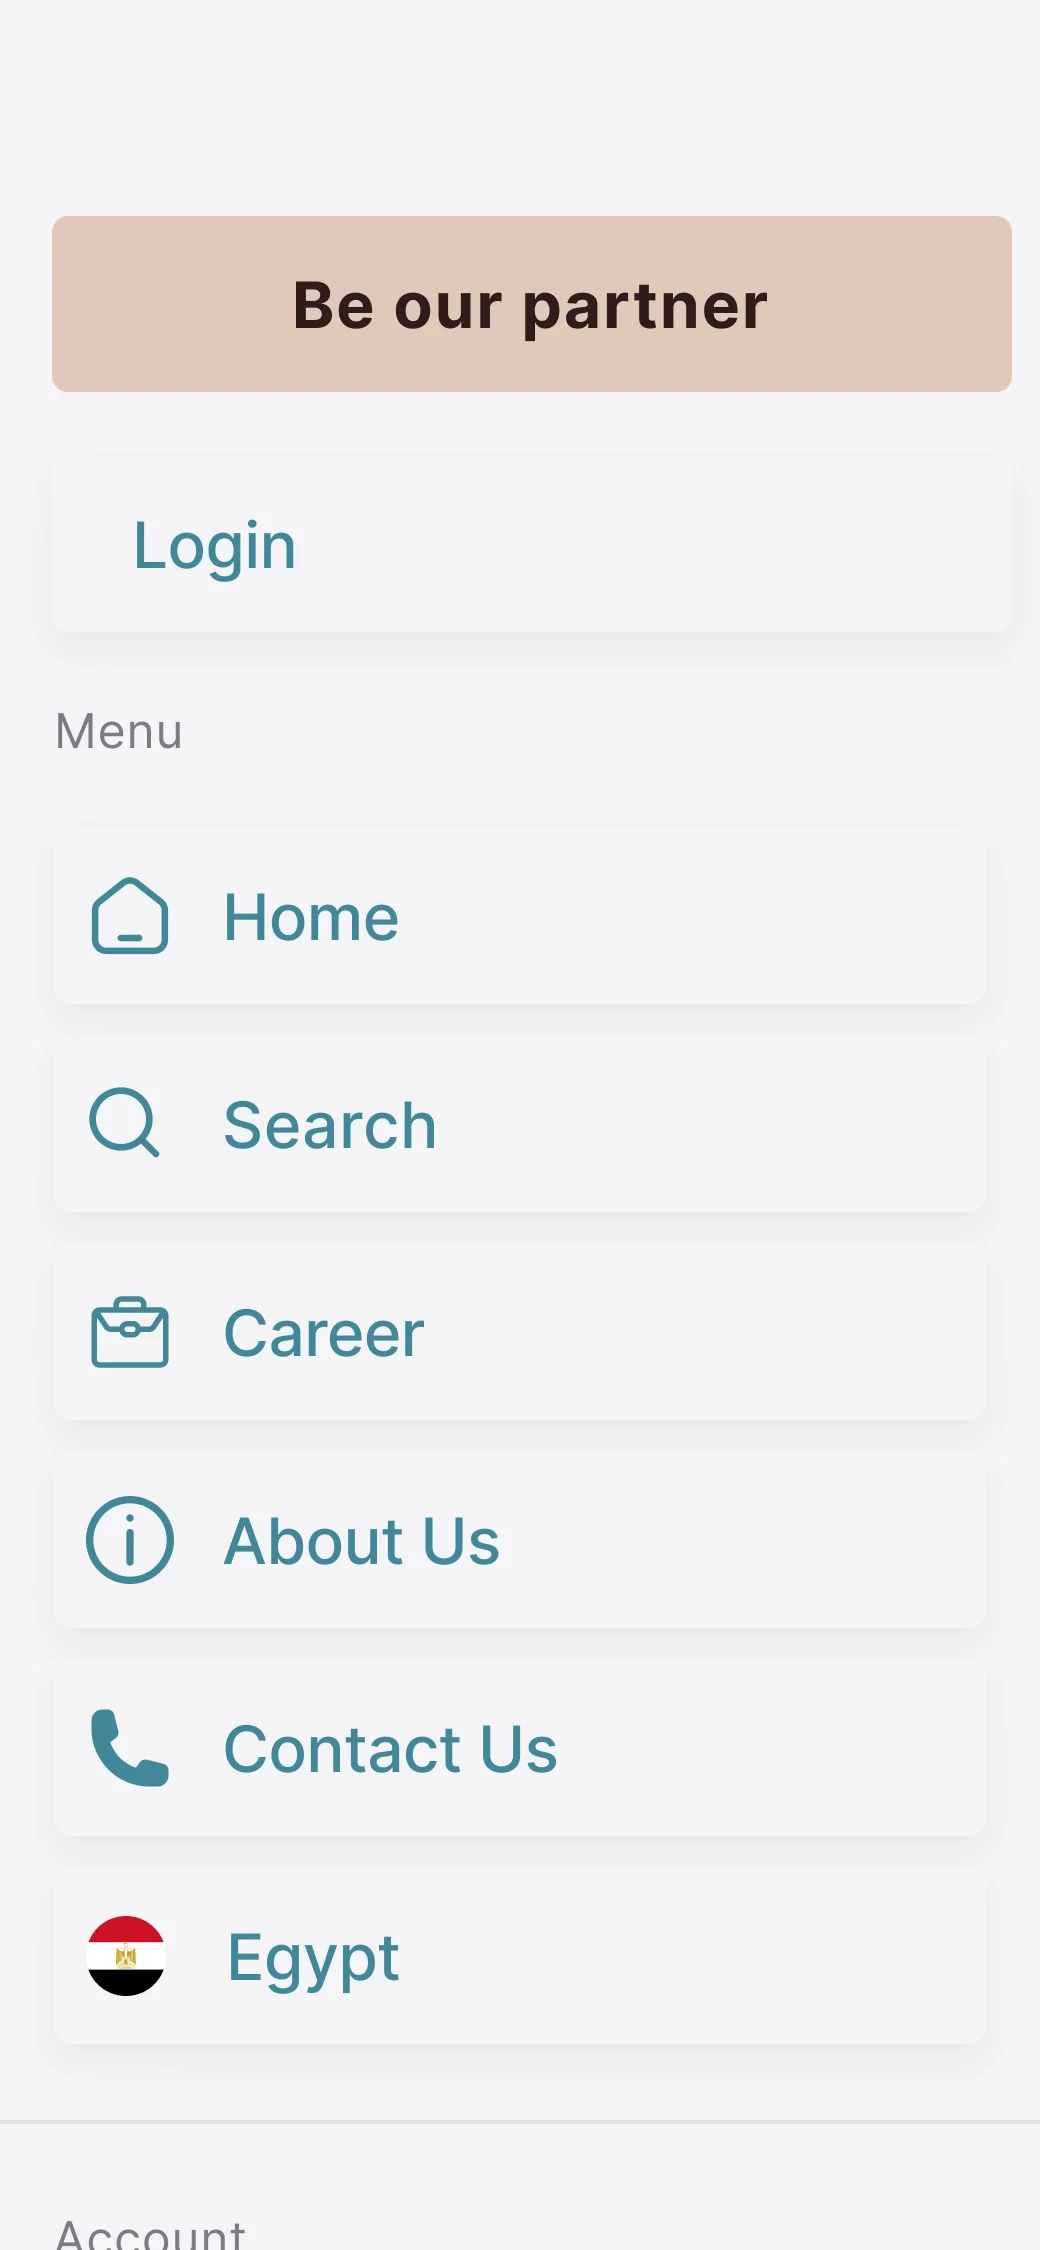 Be our partner
Login
Menu
Home
Search
Career
About Us
Contact Us
Egypt
Account